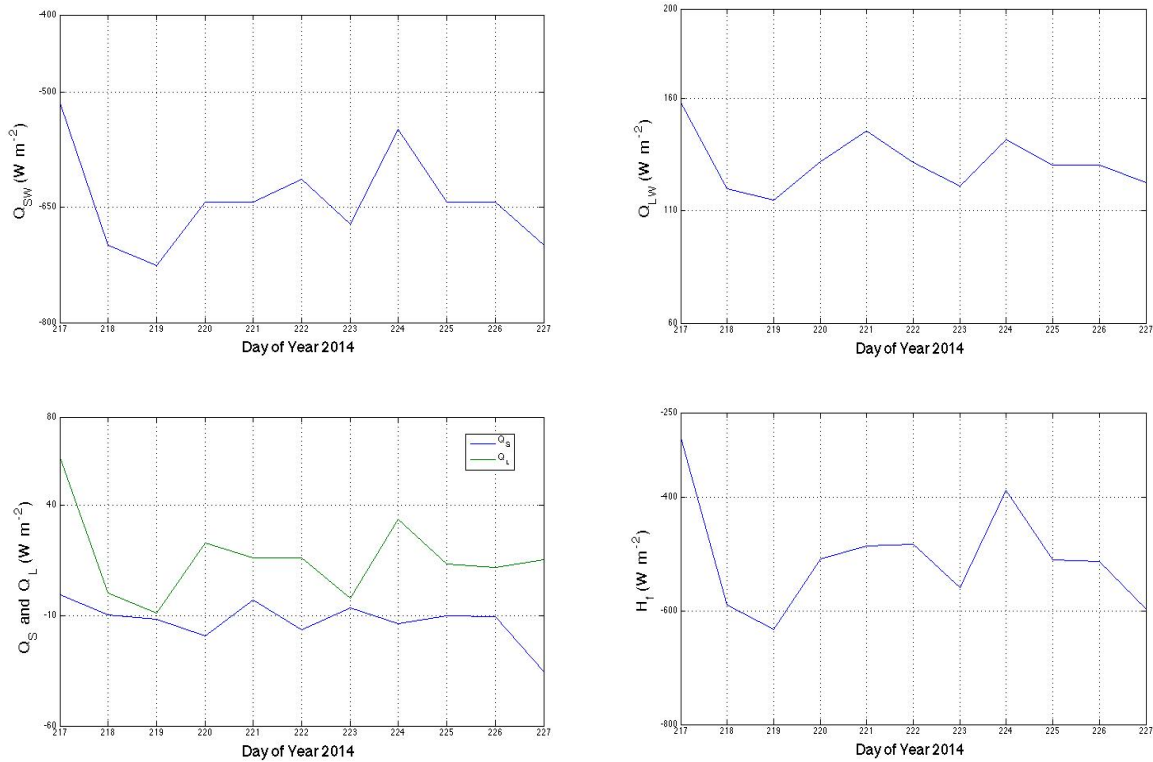 -400
-500
-650
-800
217 218 219 220 221 222 223 224 225 226 227
Q_SW (W m^-2)
Day of Year 2014
200
160
110
60
217 218 219 220 221 222 223 224 225 226 227
Q_LW (W m^-2)
Day of Year 2014
80
40
-10
-60
217 218 219 220 221 222 223 224 225 226 227
Q_S and Q_L (W m^-2)
Day of Year 2014
Q_S
Q_L
-250
-400
-600
-800
217 218 219 220 221 222 223 224 225 226 227
H_f (W m^-2)
Day of Year 2014